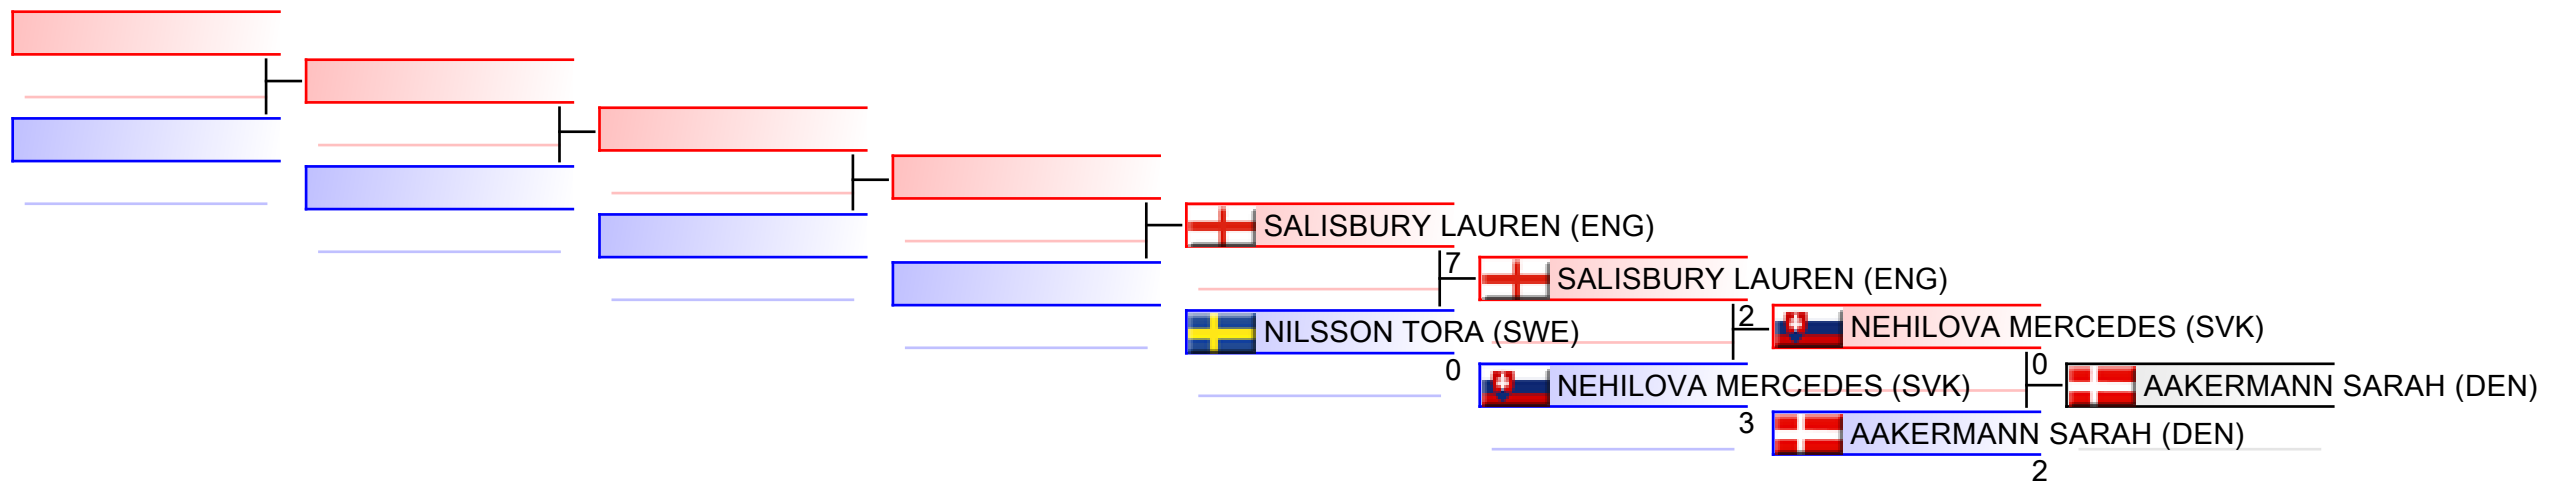 SALISBURY LAUREN (ENG)
7
SALISBURY LAUREN (ENG)
NILSSON TORA (SWE)
0
2
NEHILOVA MERCEDES (SVK)
NEHILOVA MERCEDES (SVK)
3
0
AAKERMANN SARAH (DEN)
AAKERMANN SARAH (DEN)
2